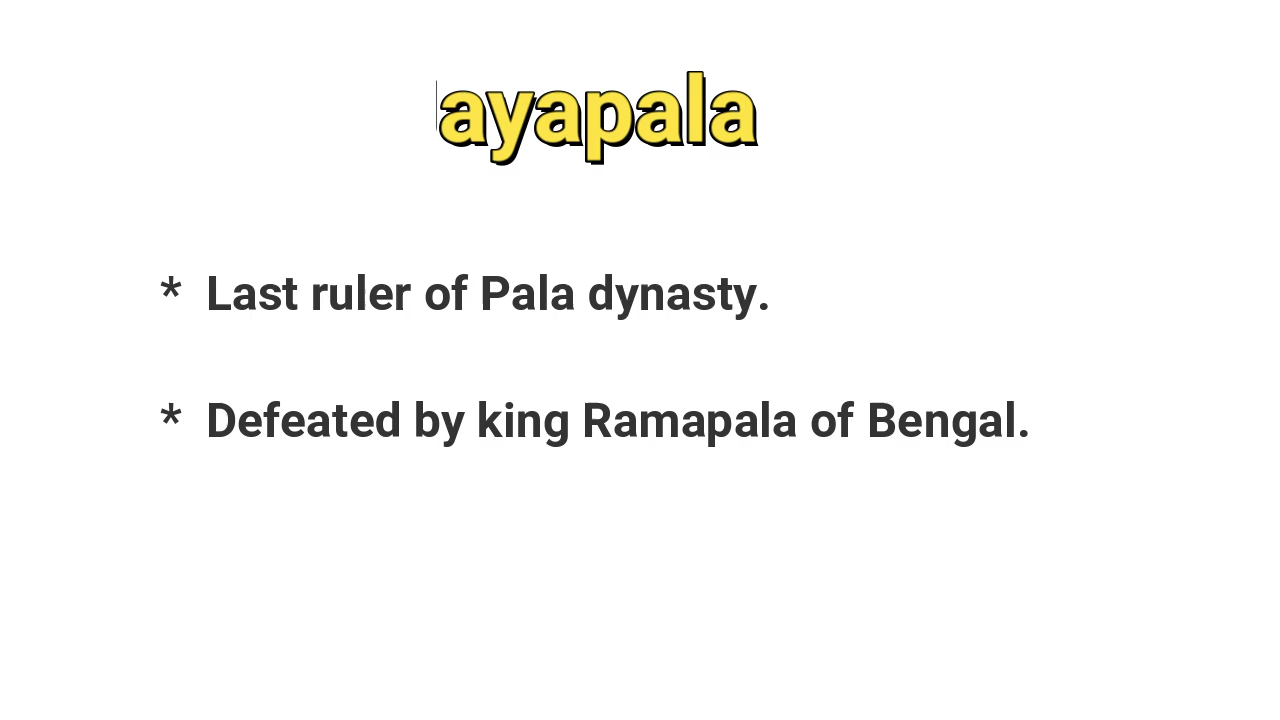 ayapala
* Last ruler of Pala dynasty.
* Defeated by king Ramapala of Bengal.